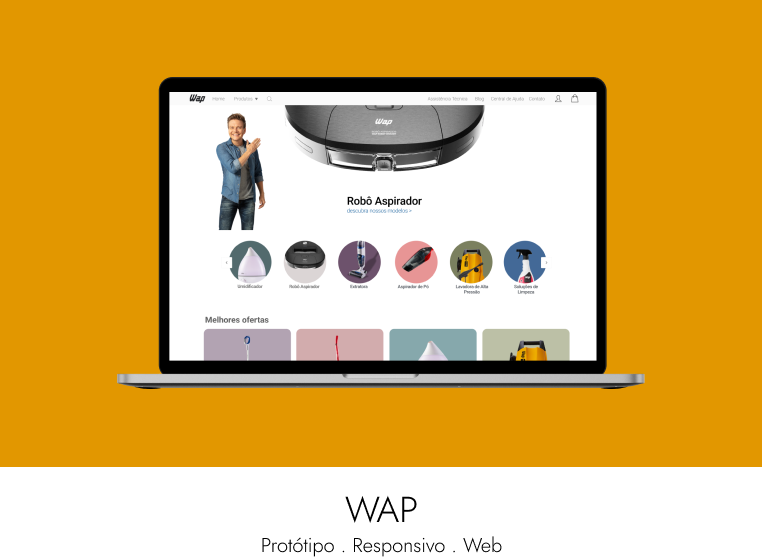 Wap Home Produtos Assistência Técnica Blog Central de Ajuda Contato
Wap
Robô Aspirador
descubra nossos modelos >
Umidificador Robô Aspirador Extratora Aspirador de Pó Lavadora de Alta Pressão Soluções de Limpeza
Melhores ofertas
WAP
Protótipo . Responsivo . Web